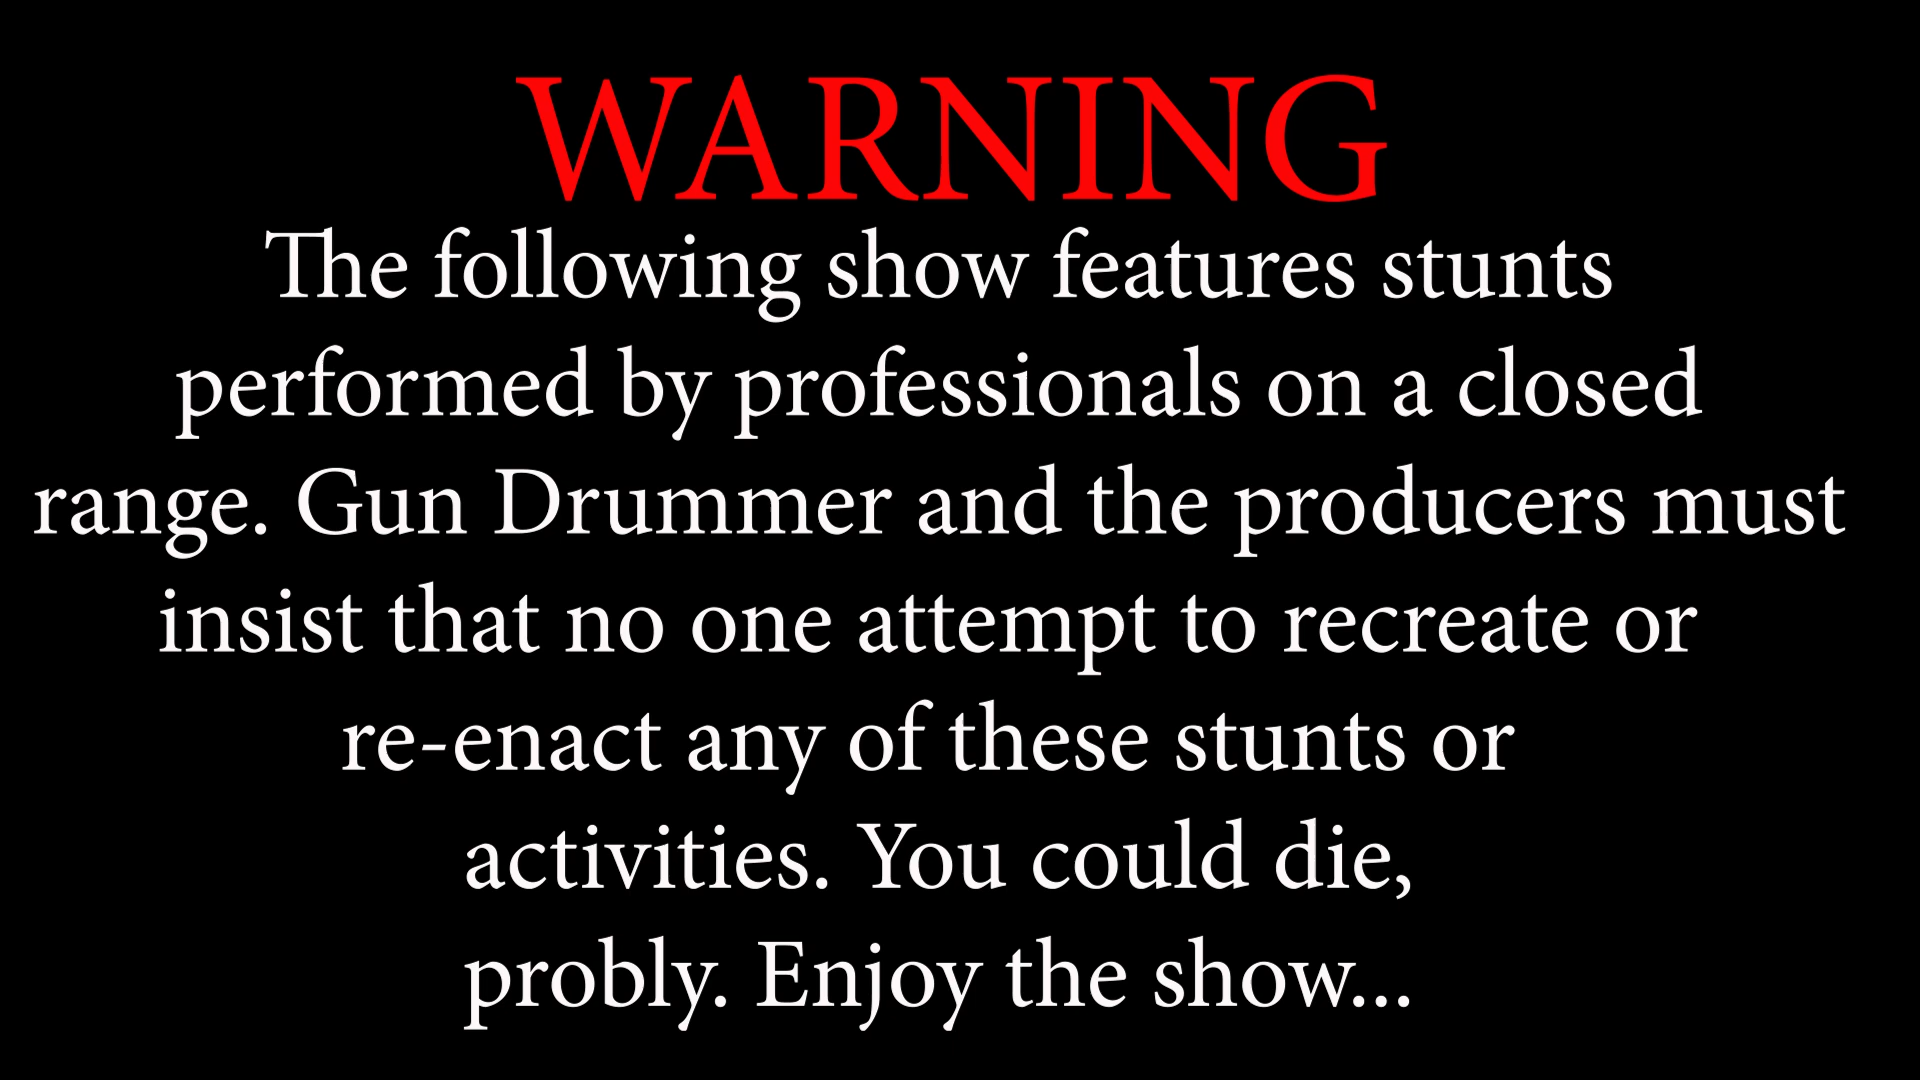 WARNING
The following show features stunts
performed by professionals on a closed
range. Gun Drummer and the producers must
insist that no one attempt to recreate or
re-enact any of these stunts or
activities. You could die,
probly. Enjoy the show...